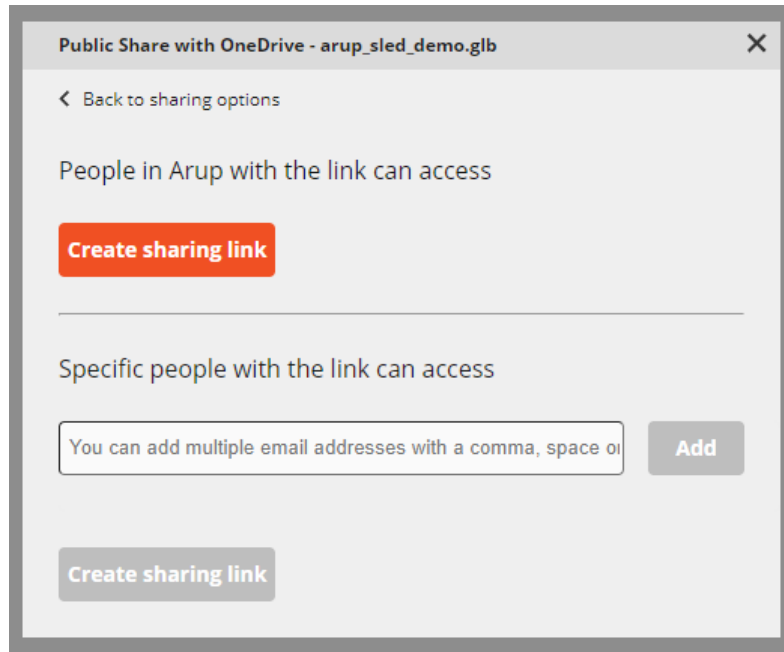 Public Share with OneDrive - arup_sled_demo.glb
Back to sharing options
People in Arup with the link can access
Create sharing link
Specific people with the link can access
You can add multiple email addresses with a comma, space or
Add
Create sharing link